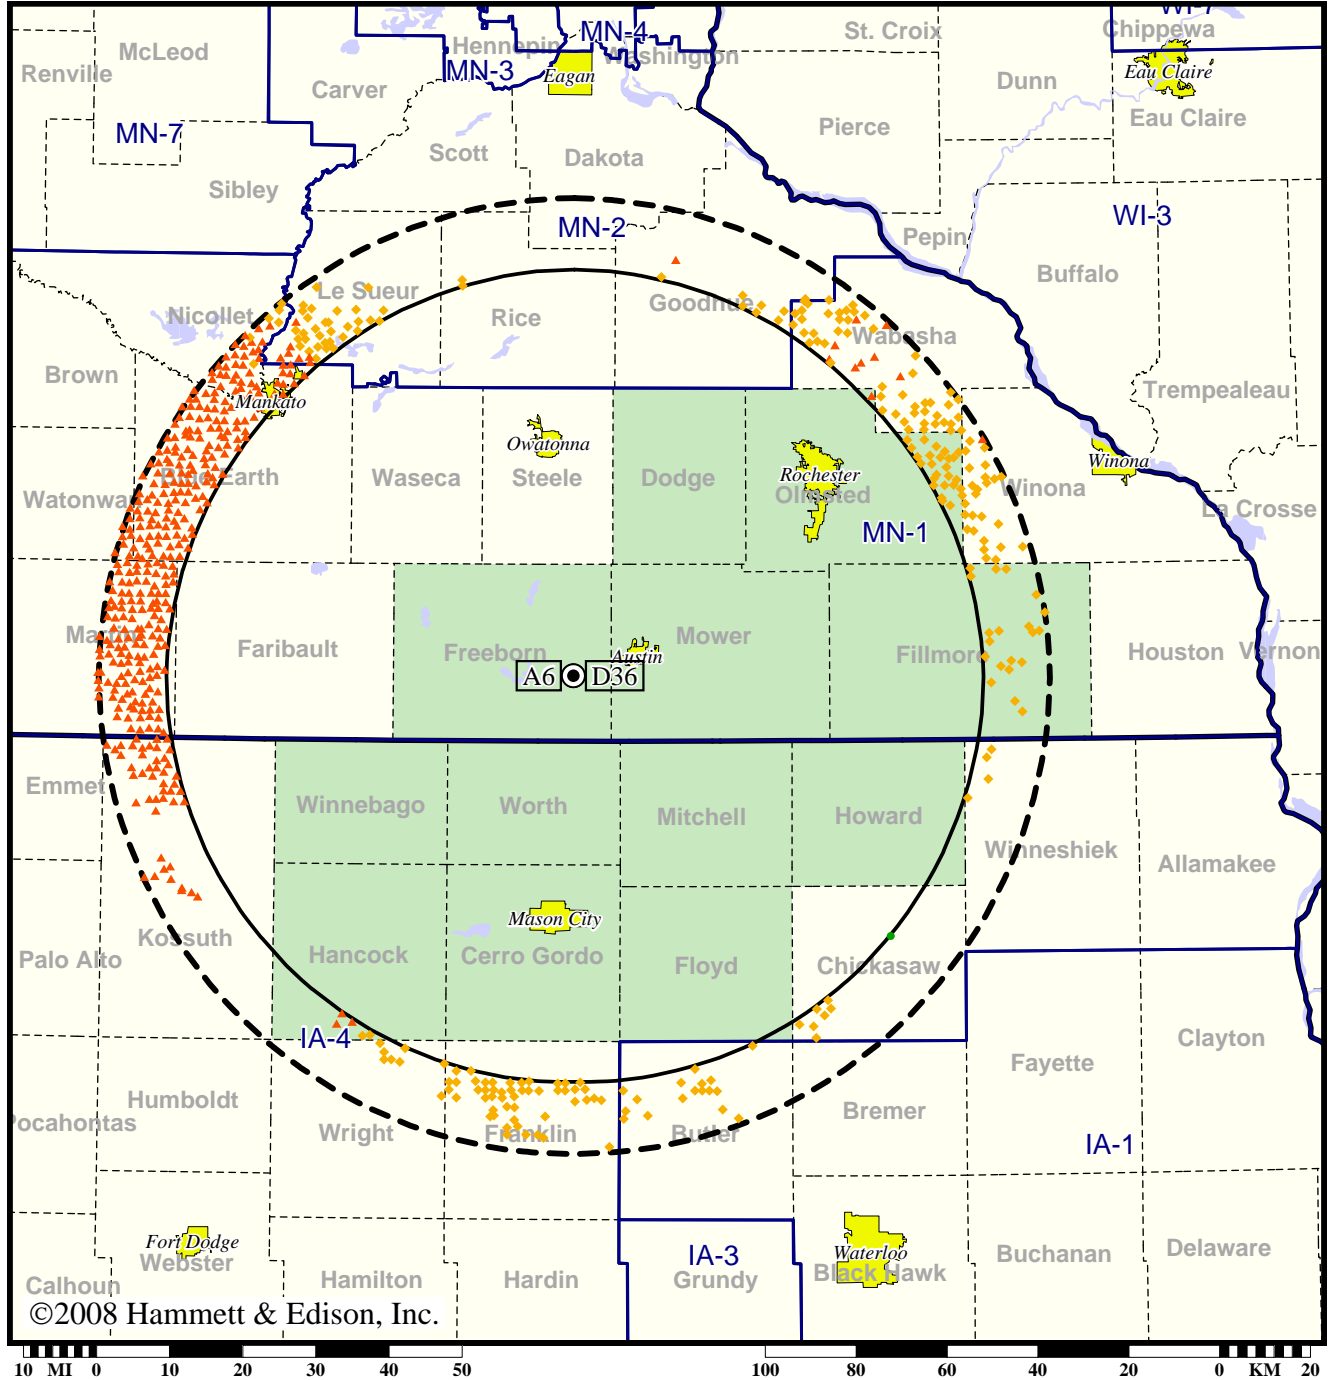 WI-7
Chippewa
McLeod
MN-4
St. Croix
Hennepin
Washington
Renville
MN-3
Eagan
Eau Claire
Dunn
Carver
Eau Claire
MN-7
Pierce
Scott
Dakota
Sibley
WI-3
MN-2
Pepin
Buffalo
Le Sueur
Goodhue
Nicollet
Rice
Wabasha
Brown
Trempealeau
Mankato
Owatonna
Winona
Rochester
Blue Earth
Waseca
Steele
Dodge
Olmsted
Winona
Watonwan
La Crosse
MN-1
Martin
Mower
Faribault
Freeborn
Austin
Fillmore
Houston
Vernon
A6
D36
Emmet
Winnebago
Worth
Mitchell
Howard
Winneshiek
Allamakee
Mason City
Kossuth
Palo Alto
Hancock
Cerro Gordo
Floyd
Chickasaw
IA-4
Clayton
Fayette
Humboldt
Bremer
Pocahontas
Wright
Franklin
Butler
IA-1
Fort Dodge
Webster
IA-3
Waterloo
Buchanan
Delaware
Calhoun
Hamilton
Hardin
Grundy
Black Hawk
©2008 Hammett & Edison, Inc.
10 MI 0 10 20 30 40 50 100 80 60 40 20 0 KM 20